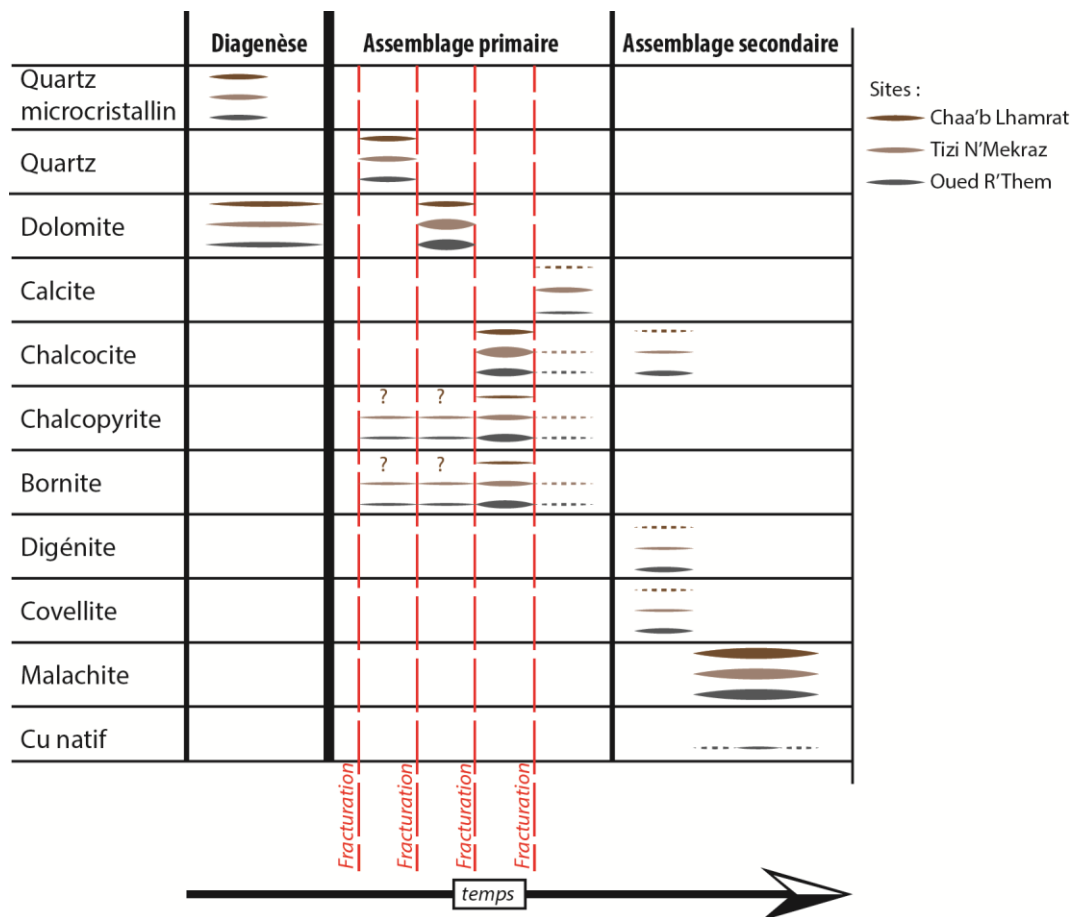 Diagenèse
Assemblage primaire
Assemblage secondaire
Quartz
microcristallin
Quartz
Dolomite
Calcite
Chalcocite
Chalcopyrite
? ?
Bornite
? ?
Digénite
Covellite
Malachite
Cu natif
Fracturation
Fracturation
Fracturation
Fracturation
temps
Sites :
Chaa'b Lhamrat
Tizi N'Mekraz
Oued R'Them